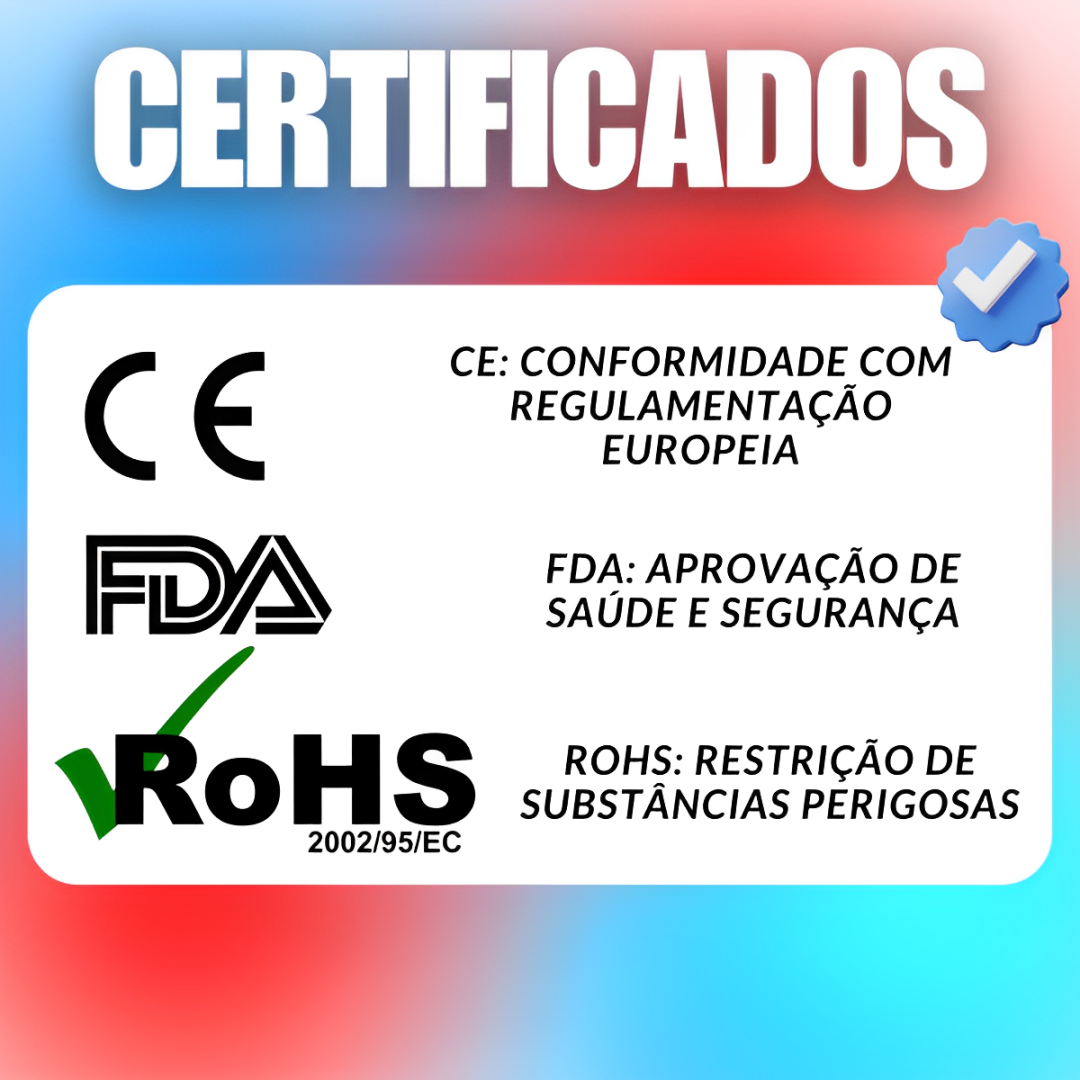 CERTIFICADOS
CE
CE: CONFORMIDADE COM
REGULAMENTAÇÃO
EUROPEIA
FDA
FDA: APROVAÇÃO DE
SAÚDE E SEGURANÇA
RoHS
2002/95/EC
ROHS: RESTRIÇÃO DE
SUBSTÂNCIAS PERIGOSAS